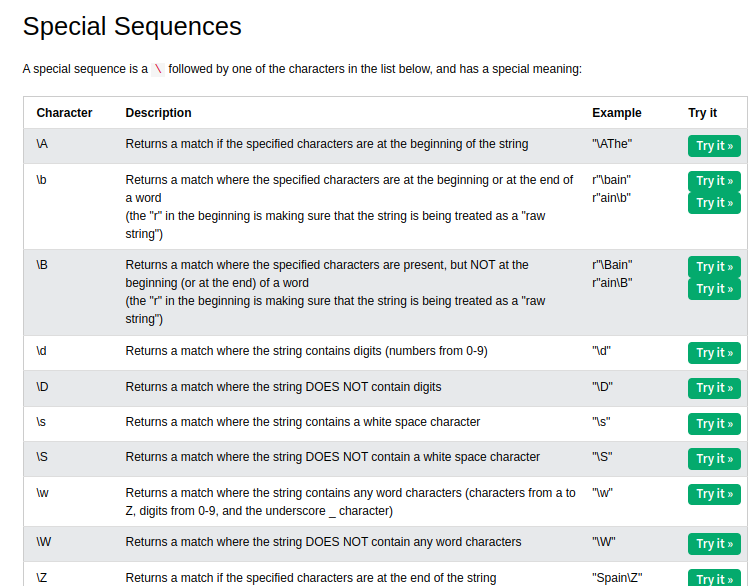 Special Sequences
A special sequence is a \ followed by one of the characters in the list below, and has a special meaning:
Character Description Example Try it
\A Returns a match if the specified characters are at the beginning of the string "\AThe" Try it »
\b Returns a match where the specified characters are at the beginning or at the end of r"\bain" Try it »
a word r"ain\b" Try it »
(the "r" in the beginning is making sure that the string is being treated as a "raw
string")
\B Returns a match where the specified characters are present, but NOT at the r"\Bain" Try it »
beginning (or at the end) of a word r"ain\B" Try it »
(the "r" in the beginning is making sure that the string is being treated as a "raw
string")
\d Returns a match where the string contains digits (numbers from 0-9) "\d" Try it »
\D Returns a match where the string DOES NOT contain digits "\D" Try it »
\s Returns a match where the string contains a white space character "\s" Try it »
\S Returns a match where the string DOES NOT contain a white space character "\S" Try it »
\w Returns a match where the string contains any word characters (characters from a to "\w" Try it »
Z, digits from 0-9, and the underscore _ character)
\W Returns a match where the string DOES NOT contain any word characters "\W" Try it »
\Z Returns a match if the specified characters are at the end of the string "Spain\Z" Try it »